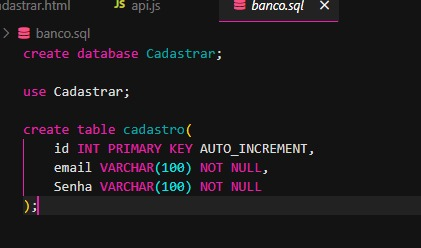 dastrar.html JS api.js banco.sql ×
> banco.sql
create database Cadastrar;
use Cadastrar;
create table cadastro(
id INT PRIMARY KEY AUTO_INCREMENT,
email VARCHAR(100) NOT NULL,
Senha VARCHAR(100) NOT NULL
);